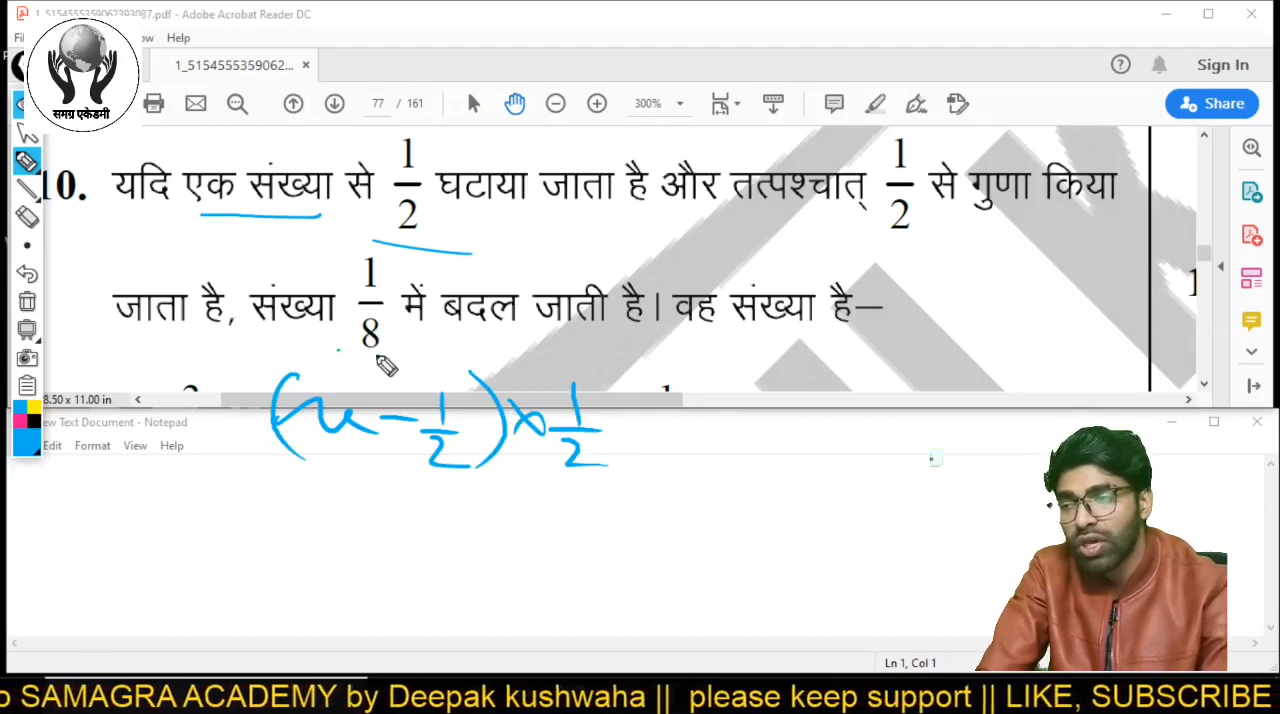 1_5154555359062393087.pdf - Adobe Acrobat Reader DC
Help
समग्र एकेडमी
1_5154555359062... ×
Sign In
77 / 161
300%
Share
10. यदि एक संख्या से 1/2 घटाया जाता है और तत्पश्चात् 1/2 से गुणा किया
जाता है, संख्या 1/8 में बदल जाती है। वह संख्या है—
8.50 x 11.00 in
(x - 1/2) × 1/2
ew Text Document - Notepad
Edit Format View Help
Ln 1, Col 1
o SAMAGRA ACADEMY by Deepak kushwaha || please keep support || LIKE, SUBSCRIBE